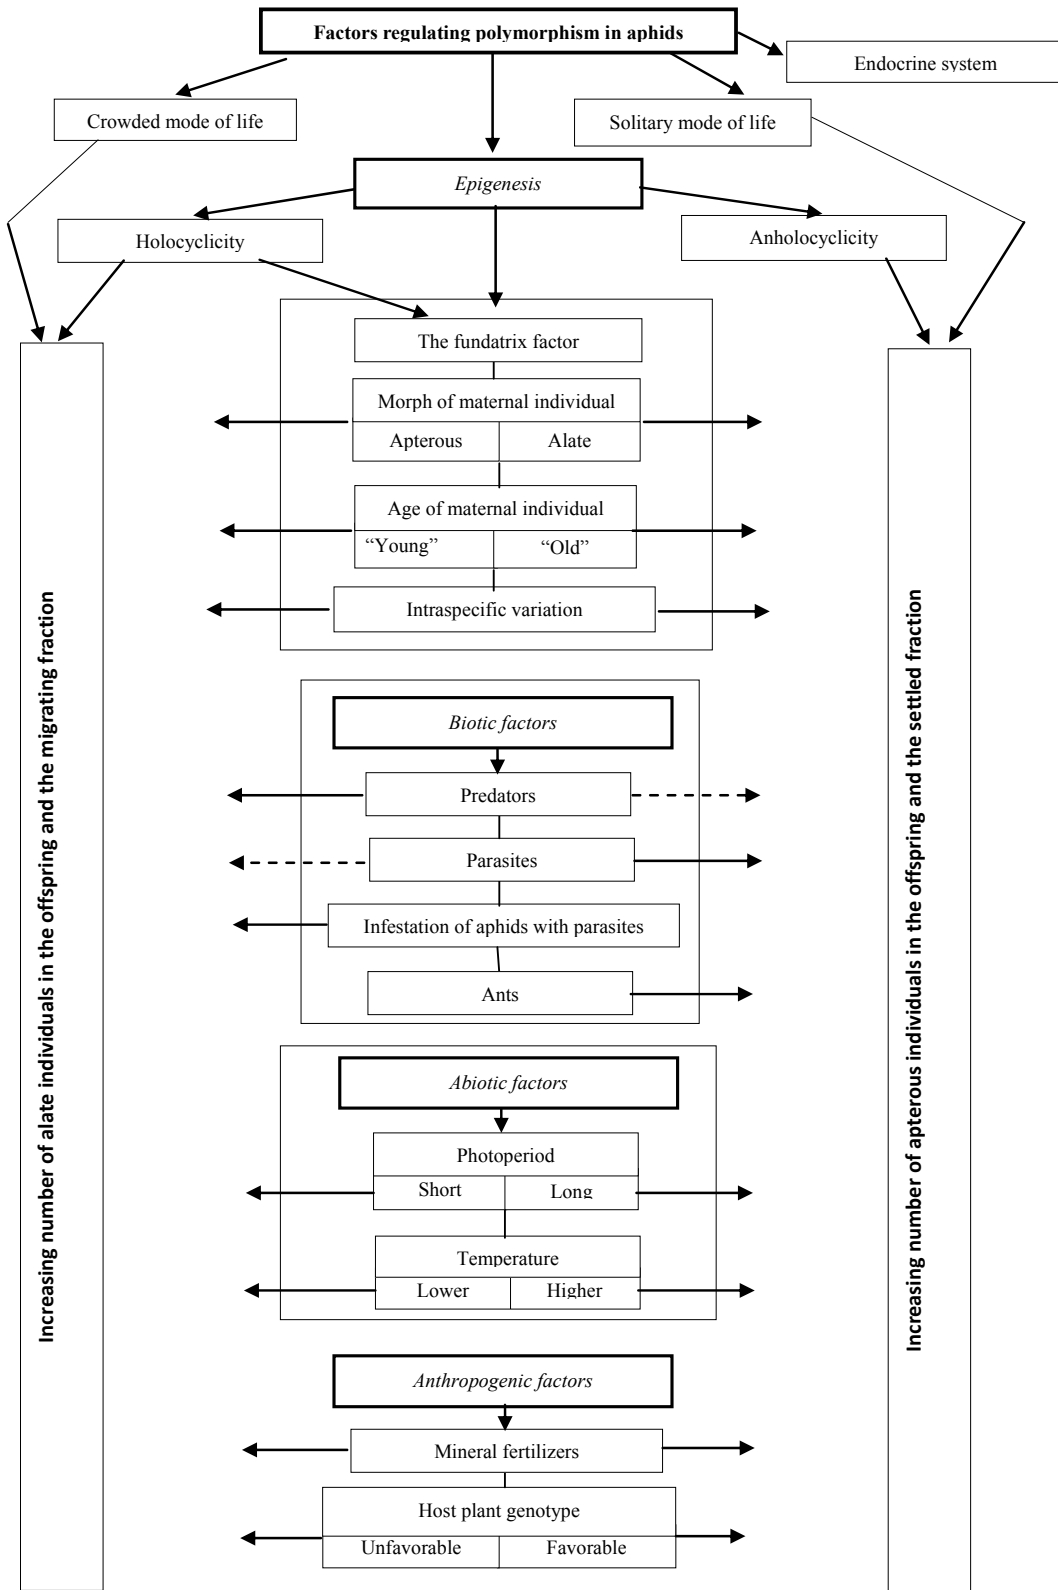 Factors regulating polymorphism in aphids
Endocrine system
Crowded mode of life
Solitary mode of life
Epigenesis
Holocyclicity
Anholocyclicity
The fundatrix factor
Morph of maternal individual
Apterous
Alate
Age of maternal individual
“Young”
“Old”
Intraspecific variation
Biotic factors
Predators
Parasites
Infestation of aphids with parasites
Ants
Abiotic factors
Photoperiod
Short
Long
Temperature
Lower
Higher
Anthropogenic factors
Mineral fertilizers
Host plant genotype
Unfavorable
Favorable
Increasing number of alate individuals in the offspring and the migrating fraction
Increasing number of apterous individuals in the offspring and the settled fraction